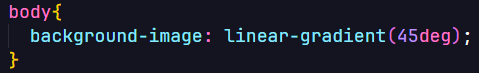 body{
  background-image: linear-gradient(45deg);
}